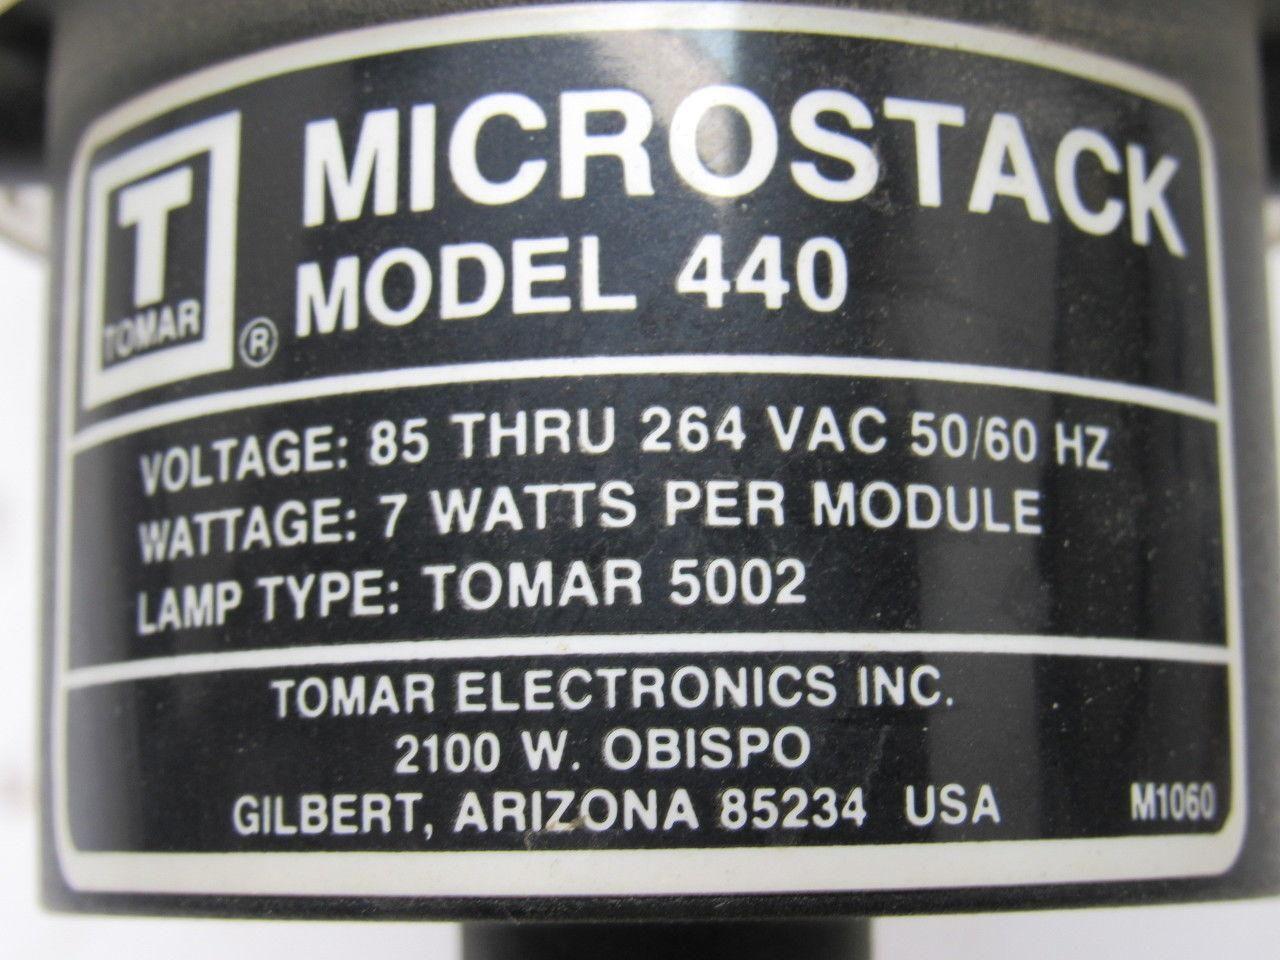 T
TOMAR
®
MICROSTACK
MODEL 440
VOLTAGE: 85 THRU 264 VAC 50/60 HZ
WATTAGE: 7 WATTS PER MODULE
LAMP TYPE: TOMAR 5002
TOMAR ELECTRONICS INC.
2100 W. OBISPO
GILBERT, ARIZONA 85234 USA
M1060